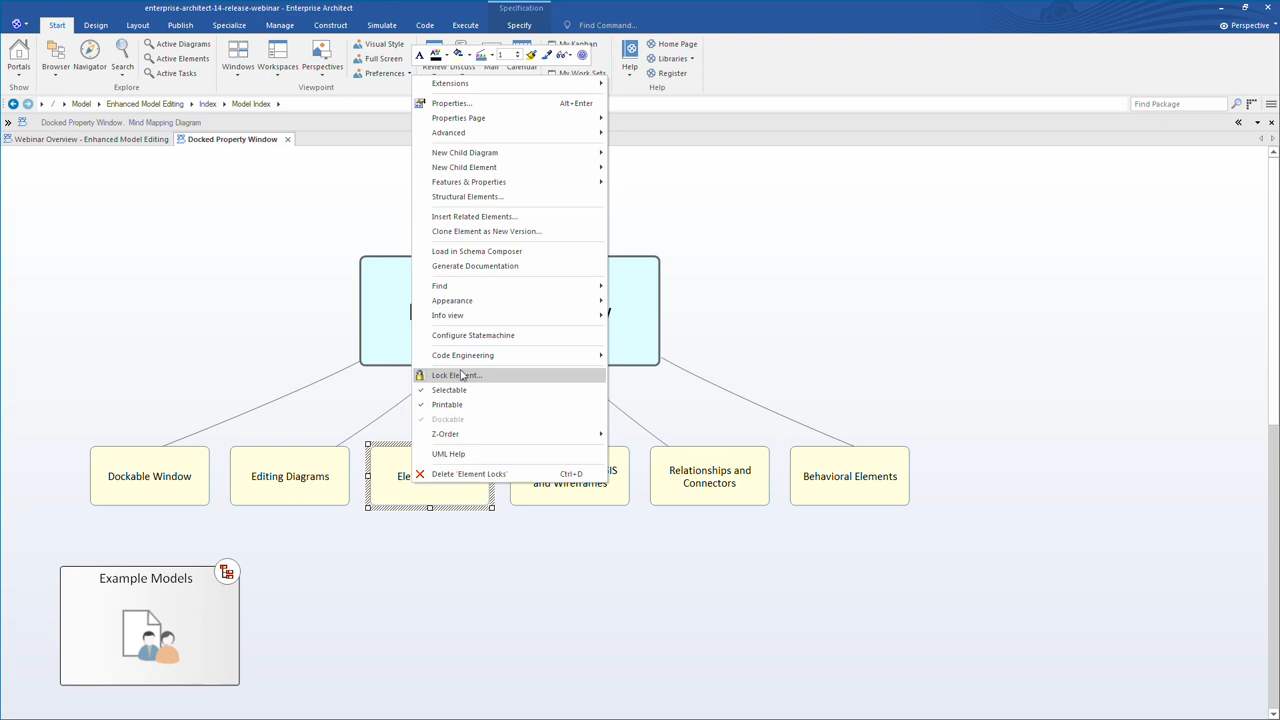 enterprise-architect-14-release-webinar - Enterprise Architect
Specification
Start Design Layout Publish Specialize Manage Construct Simulate Code Execute Specify Find Command... Perspective
Portals Browser Navigator Search
Active Diagrams
Active Elements
Active Tasks
Windows Workspaces Perspectives
Visual Style
Full Screen
Preferences
1
Help
Home Page
Libraries
Register
Show Explore Viewpoint Help
/ Model Enhanced Model Editing Index Model Index Find Package
Docked Property Window: Mind Mapping Diagram
Webinar Overview - Enhanced Model Editing Docked Property Window
Extensions
Properties... Alt+Enter
Properties Page
Advanced
New Child Diagram
New Child Element
Features & Properties
Structural Elements...
Insert Related Elements...
Clone Element as New Version...
Load in Schema Composer
Generate Documentation
Find
Appearance
Info view
Configure Statemachine
Code Engineering
Lock Element...
Selectable
Printable
Dockable
Z-Order
UML Help
Delete 'Element Locks' Ctrl+D
Dockable Window
Editing Diagrams
and Wireframes
Relationships and
Connectors
Behavioral Elements
Example Models